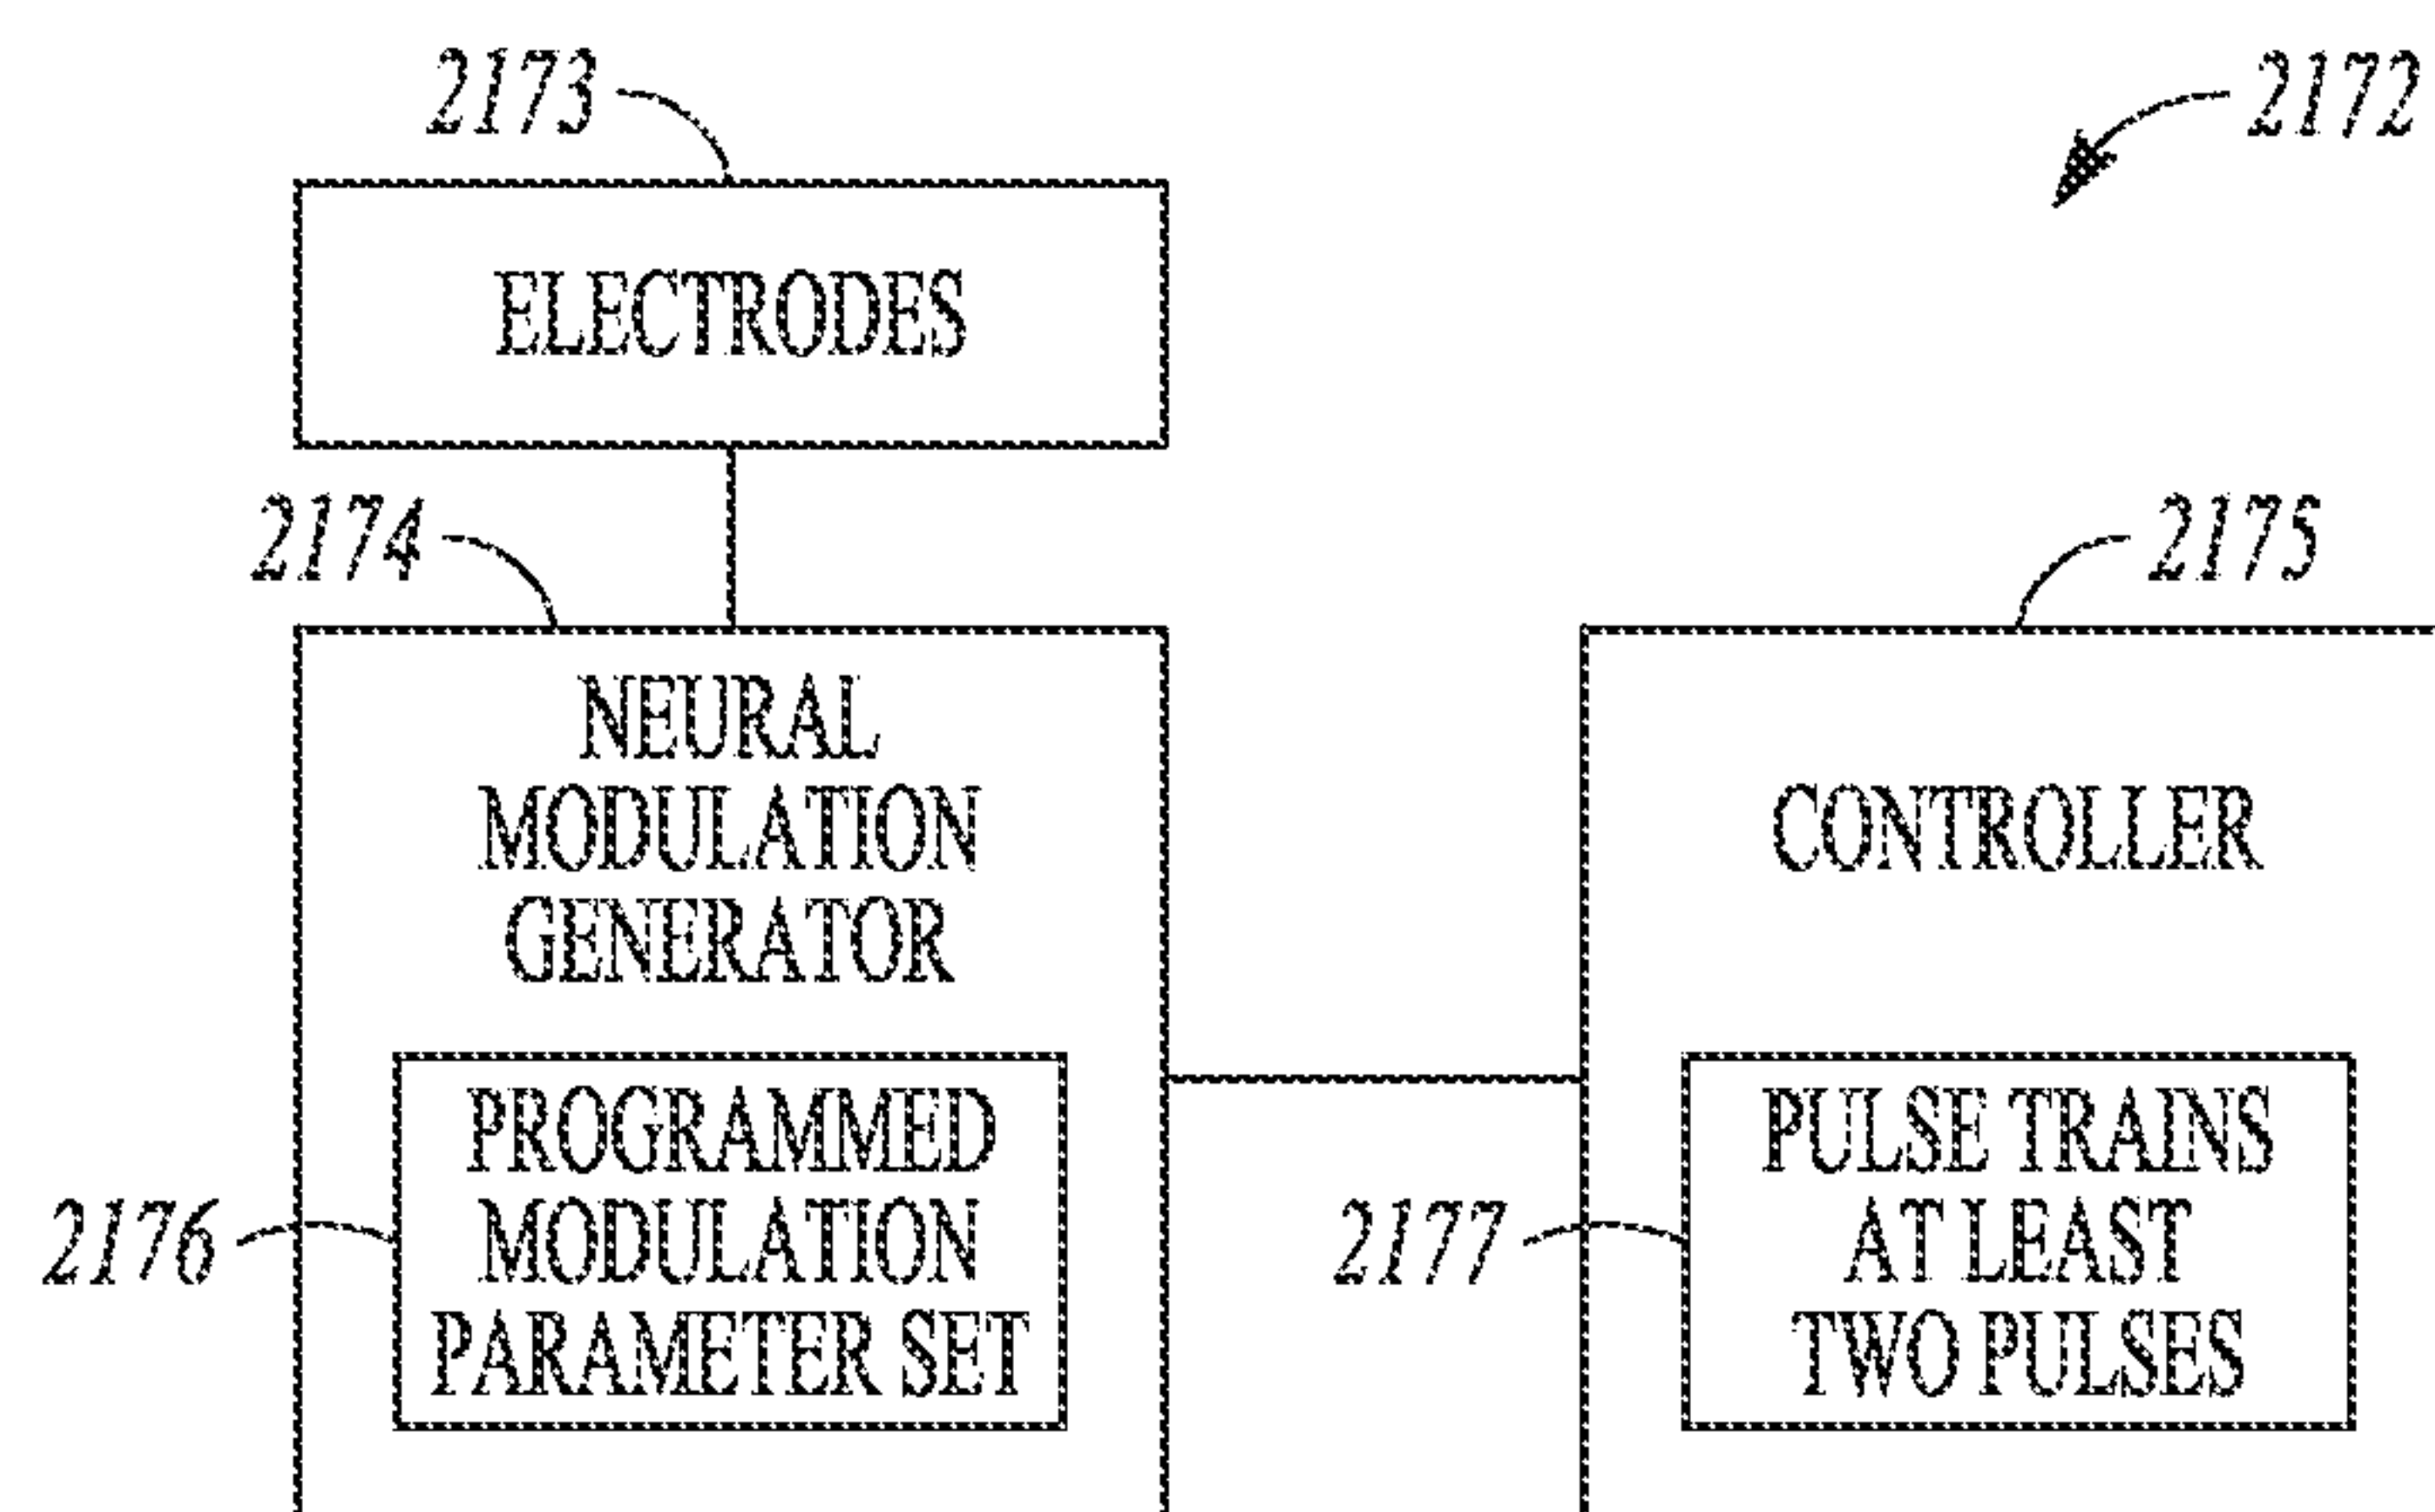 2173
2172
ELECTRODES
2174
2175
NEURAL
MODULATION
GENERATOR
CONTROLLER
PROGRAMMED
MODULATION
PARAMETER SET
2176
2177
PULSE TRAINS
AT LEAST
TWO PULSES